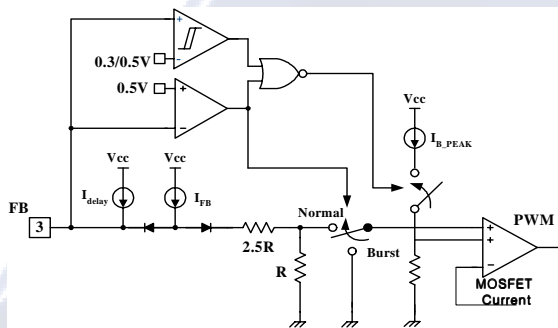 +
-
0.3/0.5V
0.5V
+
−
Vcc
I_B_PEAK
Vcc
Vcc
I_delay
I_FB
FB
3
Normal
2.5R
Burst
R
PWM
+
+
−
MOSFET
Current